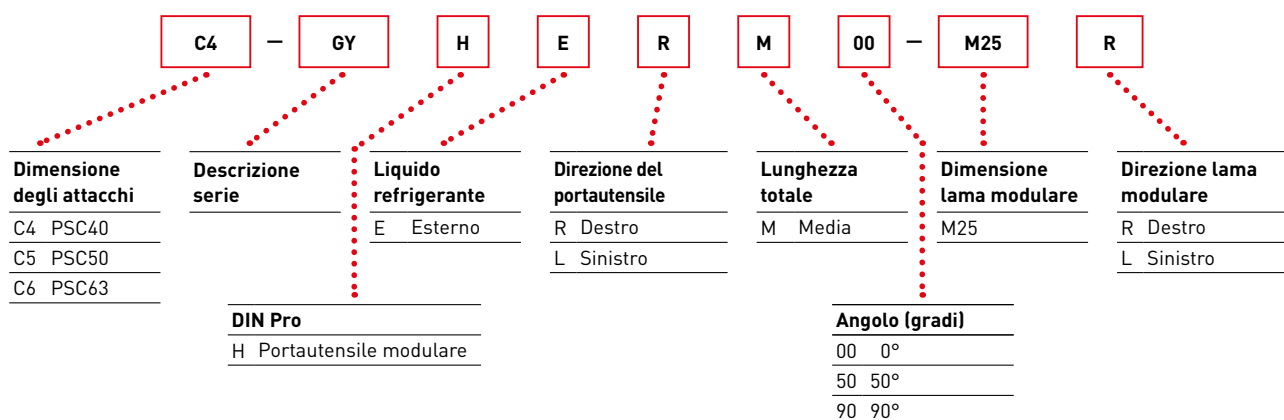 C4 – GY H E R M 00 – M25 R
Dimensione
degli attacchi
C4 PSC40
C5 PSC50
C6 PSC63
Descrizione
serie
Liquido
refrigerante
E Esterno
Direzione del
portautensile
R Destro
L Sinistro
Lunghezza
totale
M Media
Dimensione
lama modulare
M25
Direzione lama
modulare
R Destro
L Sinistro
DIN Pro
H Portautensile modulare
Angolo (gradi)
00 0°
50 50°
90 90°